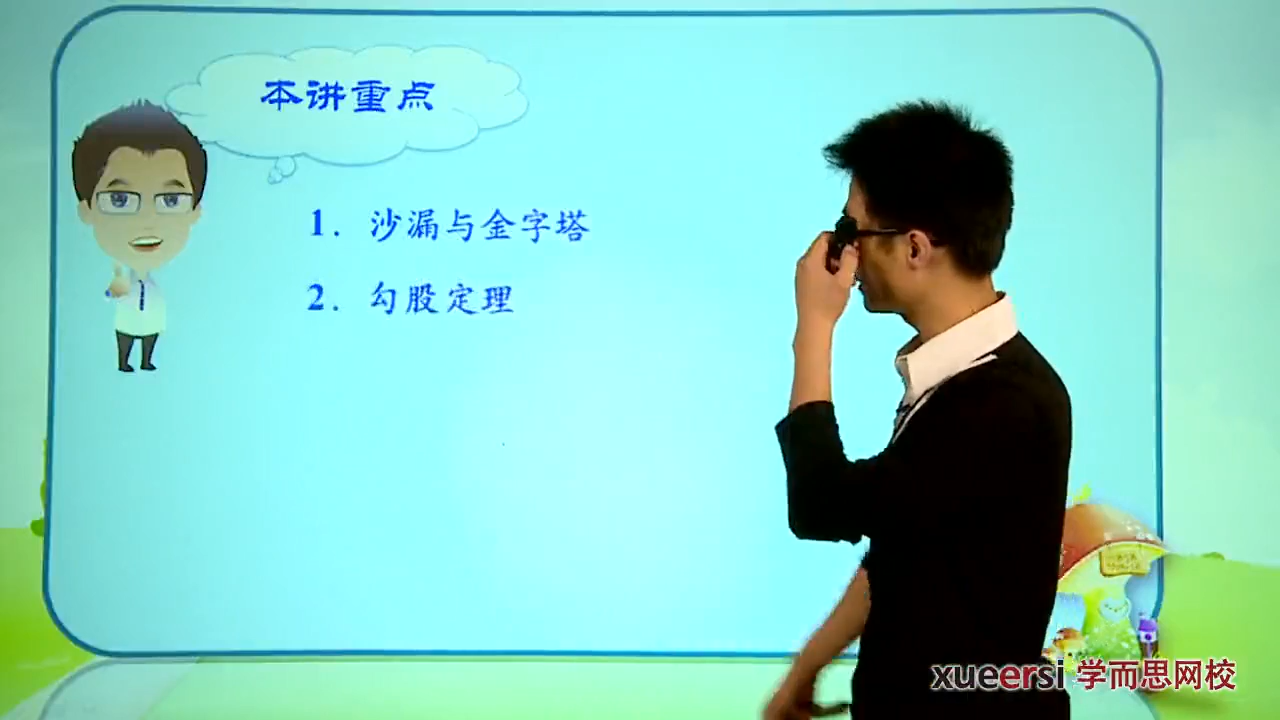 本讲重点
1. 沙漏与金字塔
2. 勾股定理
xueersi 学而思网校